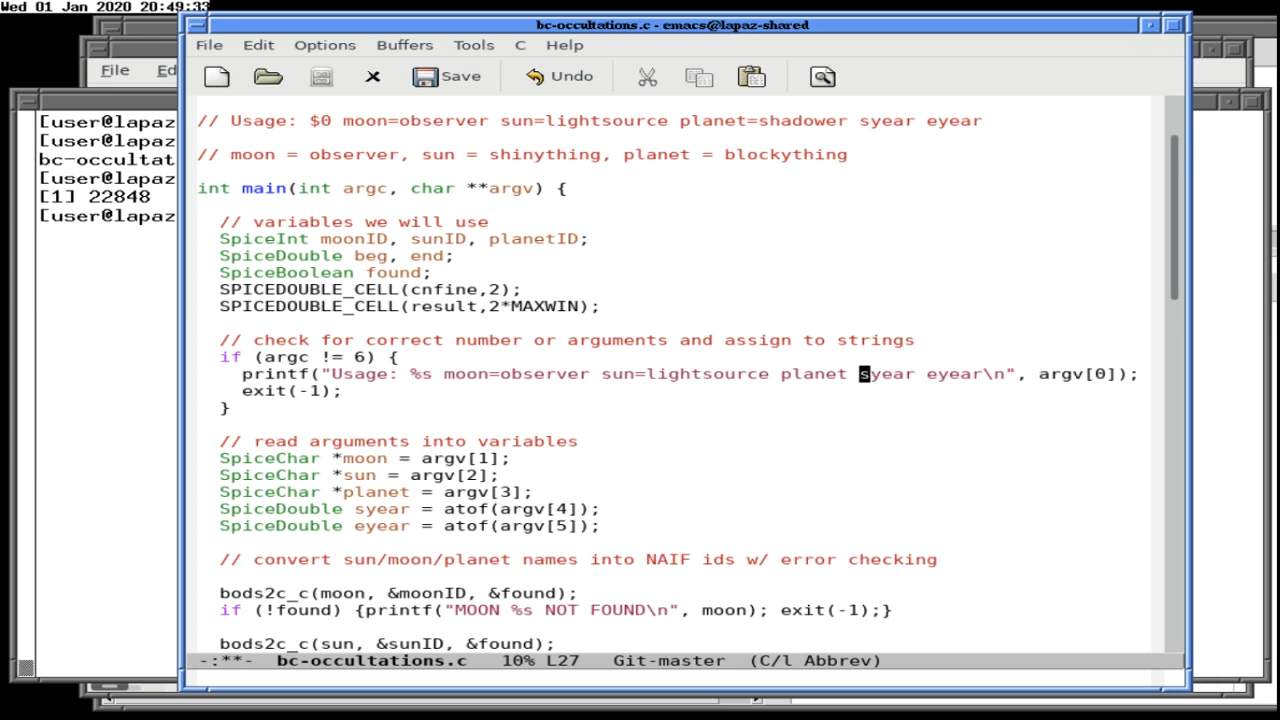 Wed 01 Jan 2020 20:49:33
bc-occultations.c - emacs@lapaz-shared
File Edit Options Buffers Tools C Help
File Ed
Save Undo
[user@lapaz
[user@lapaz
bc-occultat
[user@lapaz
[1] 22848
[user@lapaz
// Usage: $0 moon=observer sun=lightsource planet=shadower syear eyear
// moon = observer, sun = shinything, planet = blockything
int main(int argc, char **argv) {
// variables we will use
SpiceInt moonID, sunID, planetID;
SpiceDouble beg, end;
SpiceBoolean found;
SPICEDOUBLE_CELL(cnfine,2);
SPICEDOUBLE_CELL(result,2*MAXWIN);
// check for correct number or arguments and assign to strings
if (argc != 6) {
printf("Usage: %s moon=observer sun=lightsource planet syear eyear\n", argv[0]);
exit(-1);
}
// read arguments into variables
SpiceChar *moon = argv[1];
SpiceChar *sun = argv[2];
SpiceChar *planet = argv[3];
SpiceDouble syear = atof(argv[4]);
SpiceDouble eyear = atof(argv[5]);
// convert sun/moon/planet names into NAIF ids w/ error checking
bods2c_c(moon, &moonID, &found);
if (!found) {printf("MOON %s NOT FOUND\n", moon); exit(-1);}
bods2c_c(sun, &sunID, &found);
-:**- bc-occultations.c 10% L27 Git-master (C/l Abbrev)